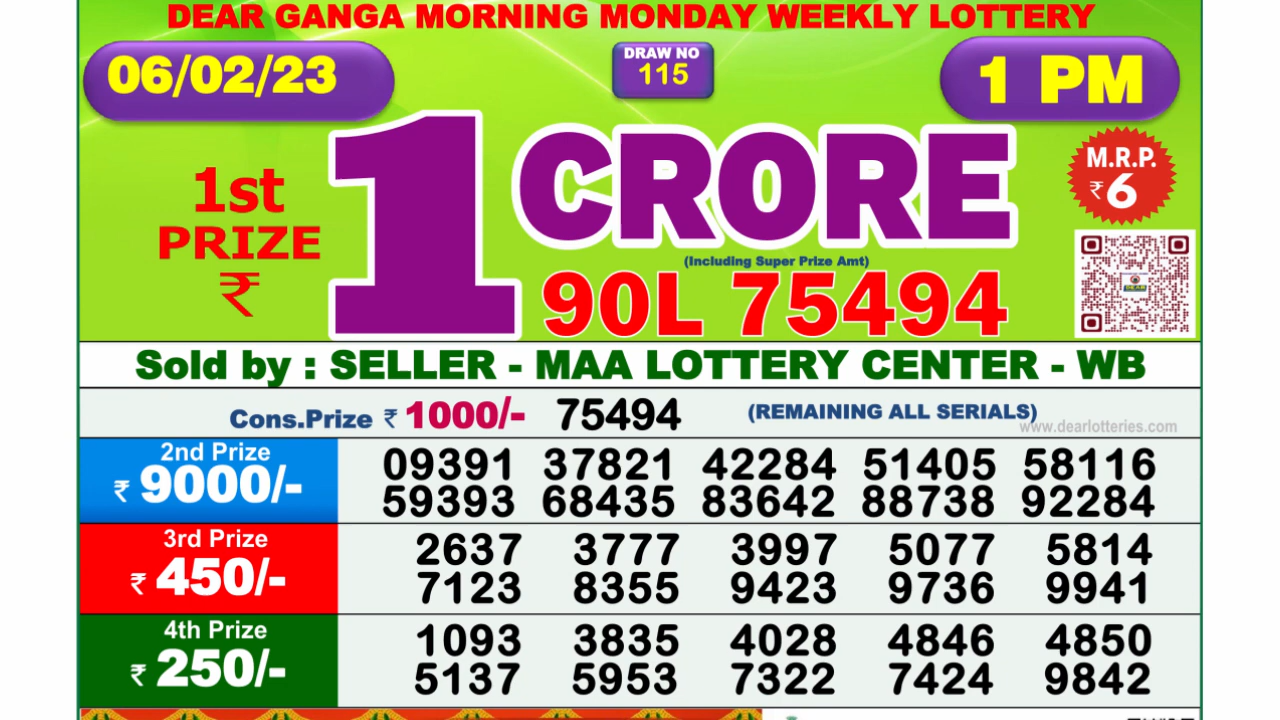 DEAR GANGA MORNING MONDAY WEEKLY LOTTERY
06/02/23
DRAW NO
115
1 PM
1st
PRIZE
₹
1 CRORE
M.R.P.
₹ 6
(Including Super Prize Amt)
90L 75494
Sold by : SELLER - MAA LOTTERY CENTER - WB
Cons.Prize ₹ 1000/- 75494 (REMAINING ALL SERIALS)
www.dearlotteries.com
2nd Prize
₹ 9000/-
09391 37821 42284 51405 58116
59393 68435 83642 88738 92284
3rd Prize
₹ 450/-
2637 3777 3997 5077 5814
7123 8355 9423 9736 9941
4th Prize
₹ 250/-
1093 3835 4028 4846 4850
5137 5953 7322 7424 9842